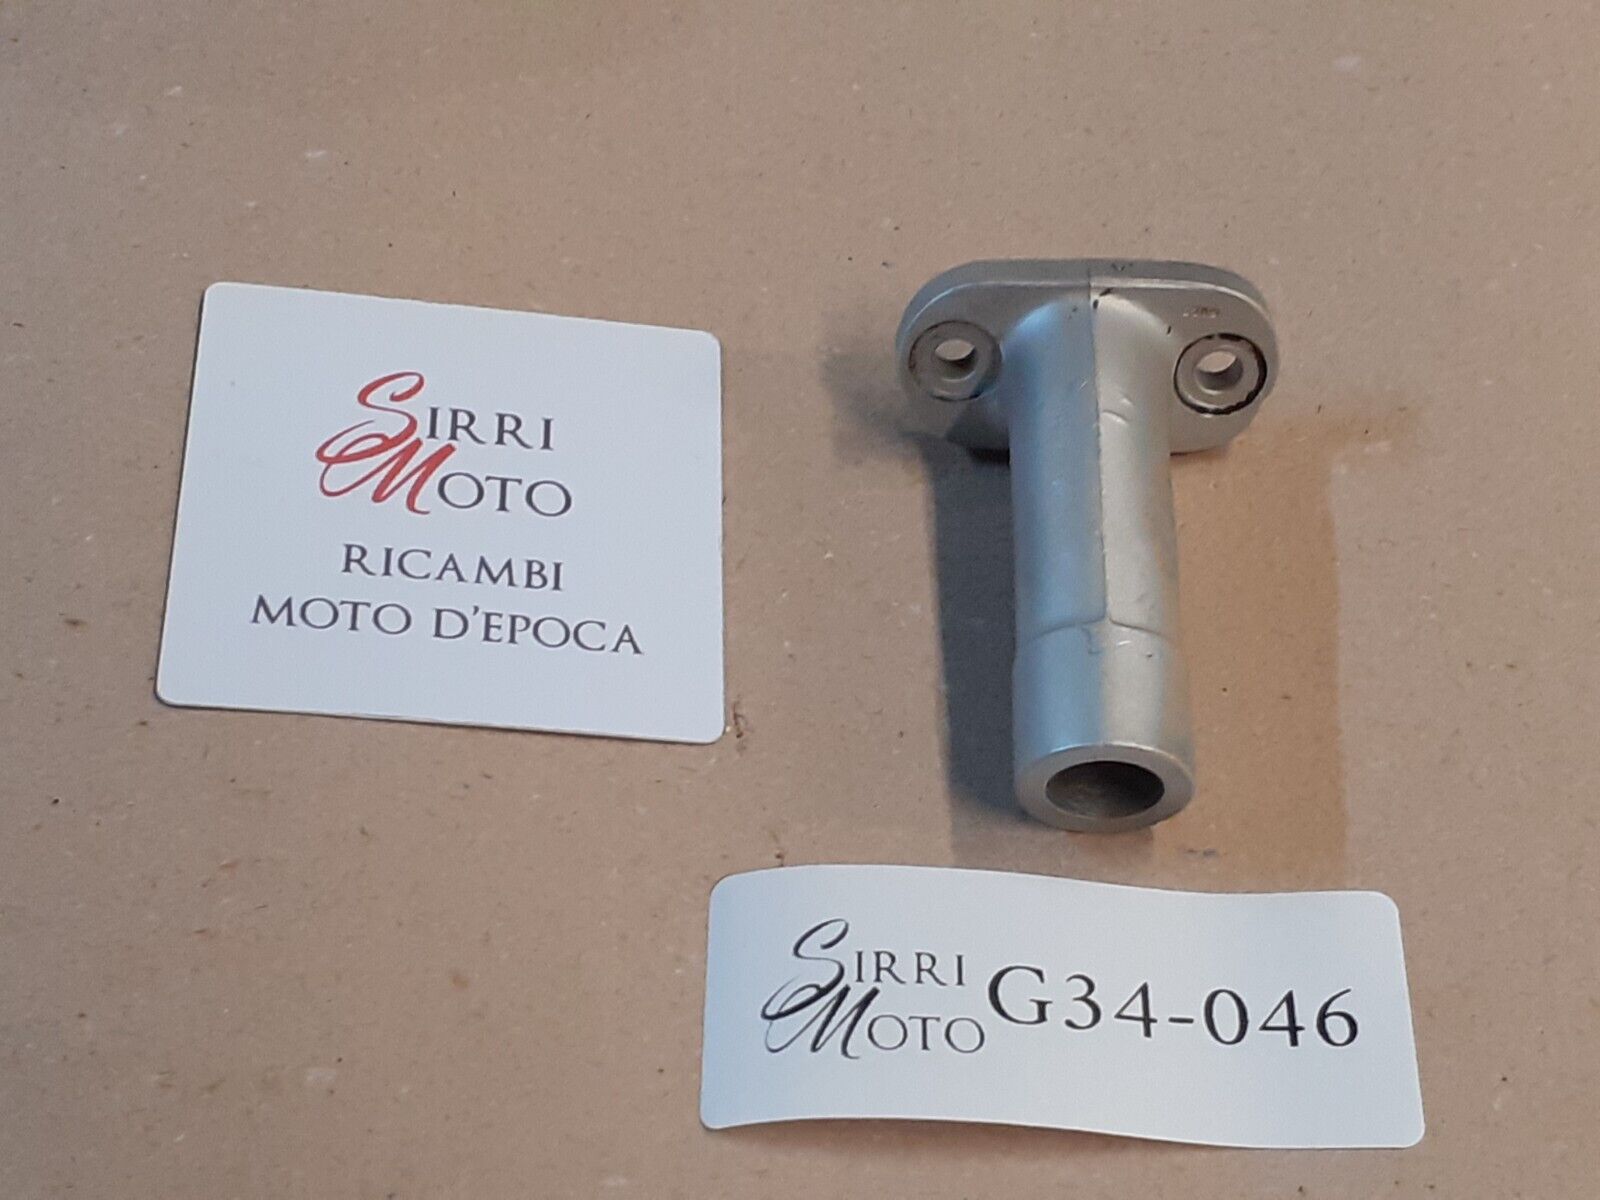 SIRRI
MOTO
RICAMBI
MOTO D'EPOCA
SIRRI
MOTO
G34-046